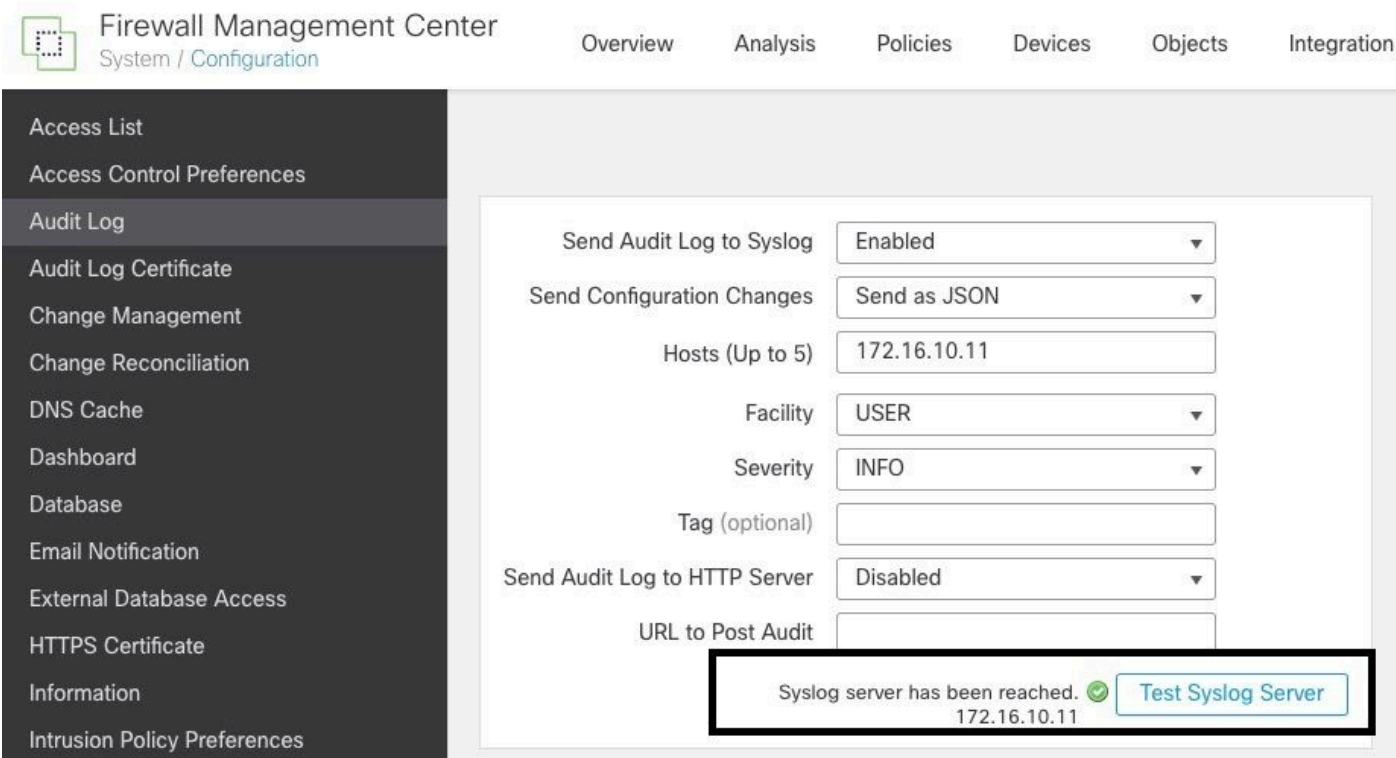 Firewall Management Center
System / Configuration
Overview Analysis Policies Devices Objects Integration
Access List
Access Control Preferences
Audit Log
Audit Log Certificate
Change Management
Change Reconciliation
DNS Cache
Dashboard
Database
Email Notification
External Database Access
HTTPS Certificate
Information
Intrusion Policy Preferences
Send Audit Log to Syslog Enabled
Send Configuration Changes Send as JSON
Hosts (Up to 5) 172.16.10.11
Facility USER
Severity INFO
Tag (optional)
Send Audit Log to HTTP Server Disabled
URL to Post Audit
Syslog server has been reached. Test Syslog Server
172.16.10.11